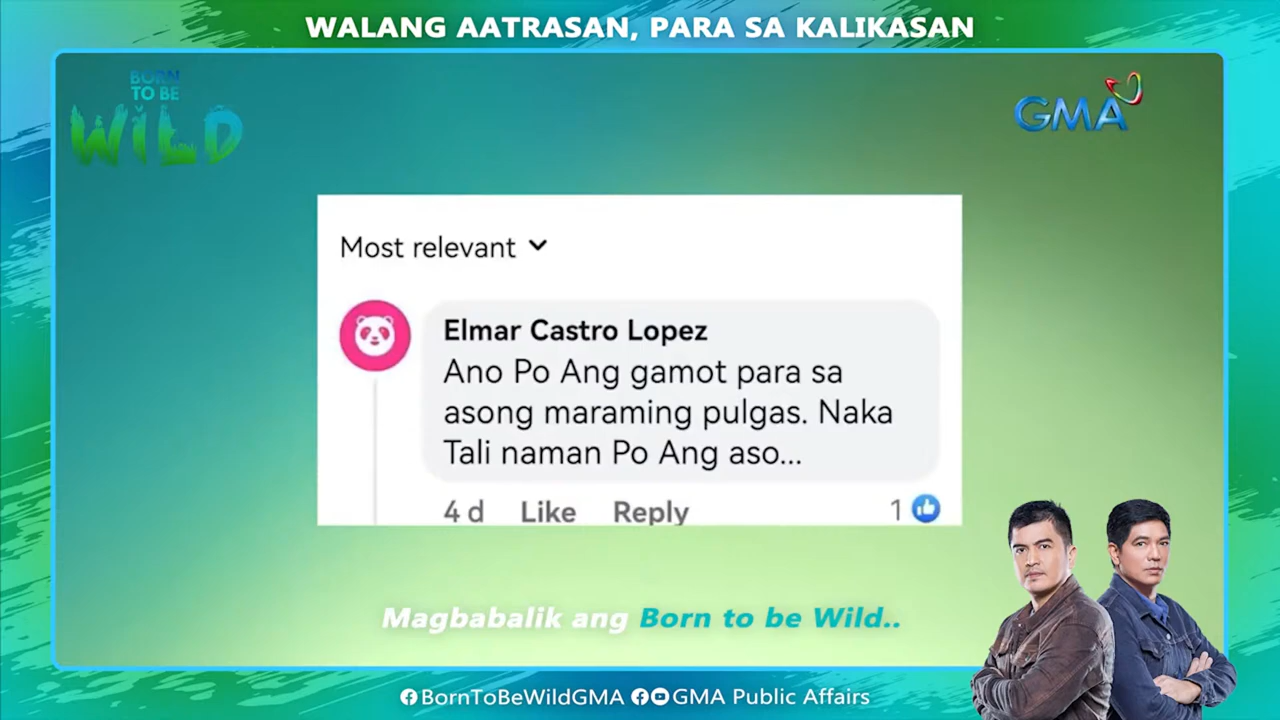 WALANG AATRASAN, PARA SA KALIKASAN
BORN
TO BE
WILD
GMA
Most relevant
Elmar Castro Lopez
Ano Po Ang gamot para sa
asong maraming pulgas. Naka
Tali naman Po Ang aso...
4 d Like Reply 1
Magbabalik ang Born to be Wild..
BornToBeWildGMA GMA Public Affairs